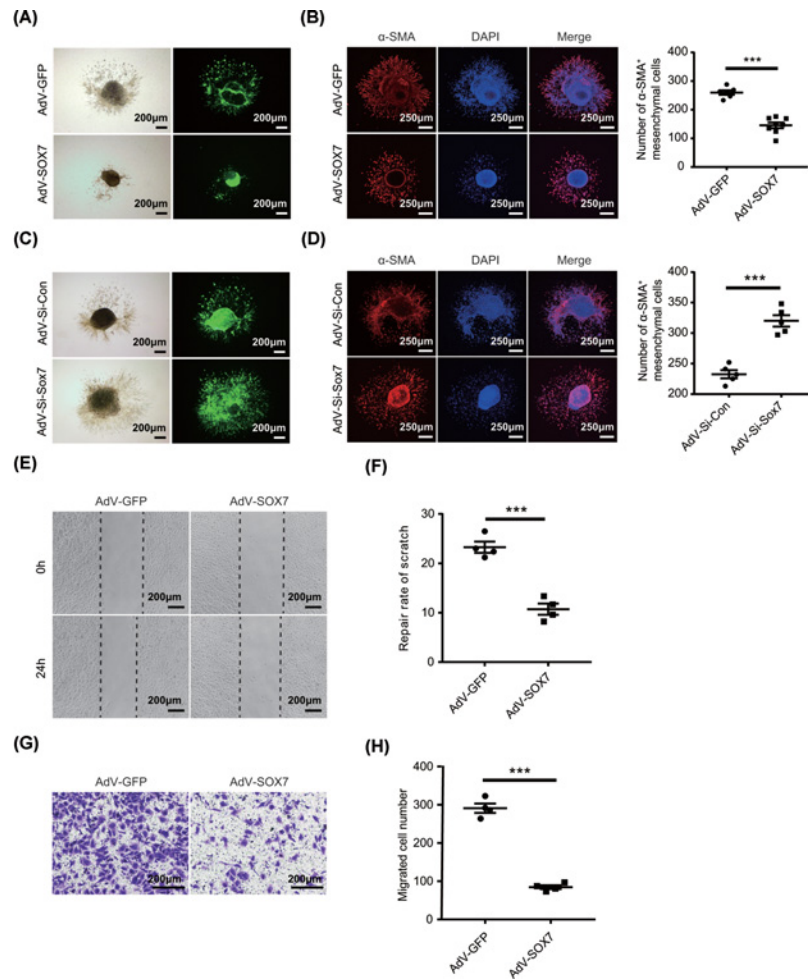 (A)
AdV-GFP
200µm
200µm
AdV-SOX7
200µm
200µm
(B)
α-SMA DAPI Merge
AdV-GFP
250µm
250µm
250µm
AdV-SOX7
250µm
250µm
250µm
Number of α-SMA⁺
mesenchymal cells
400
300
200
100
0
***
AdV-GFP
AdV-SOX7
(C)
AdV-Si-Con
200µm
200µm
AdV-Si-Sox7
200µm
200µm
(D)
α-SMA DAPI Merge
AdV-Si-Con
250µm
250µm
250µm
AdV-Si-Sox7
250µm
250µm
250µm
Number of α-SMA⁺
mesenchymal cells
400
350
300
250
200
***
AdV-Si-Con
AdV-Si-Sox7
(E)
AdV-GFP AdV-SOX7
0h
200µm
200µm
24h
200µm
200µm
(F)
Repair rate of scratch
30
20
10
0
***
AdV-GFP
AdV-SOX7
(G)
AdV-GFP AdV-SOX7
200µm
200µm
(H)
Migrated cell number
400
300
200
100
0
***
AdV-GFP
AdV-SOX7